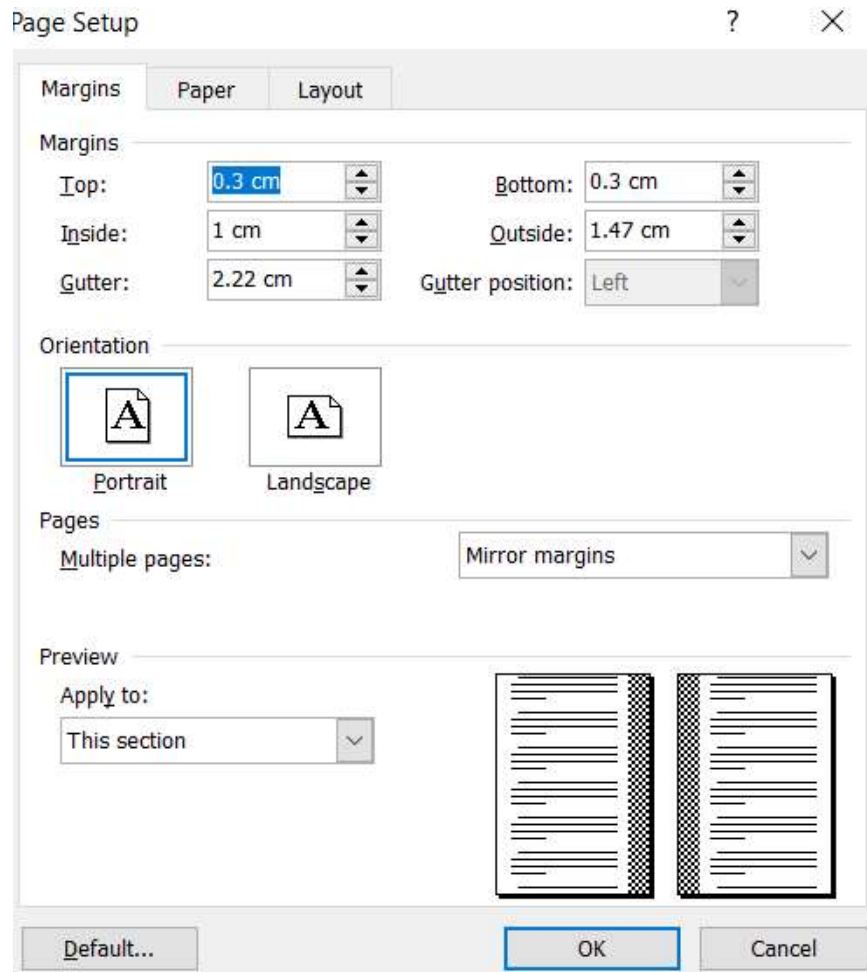 Page Setup ?
Margins Paper Layout
Margins
Top: 0.3 cm Bottom: 0.3 cm
Inside: 1 cm Outside: 1.47 cm
Gutter: 2.22 cm Gutter position: Left
Orientation
A A
Portrait Landscape
Pages
Multiple pages: Mirror margins
Preview
Apply to:
This section
Default... OK Cancel